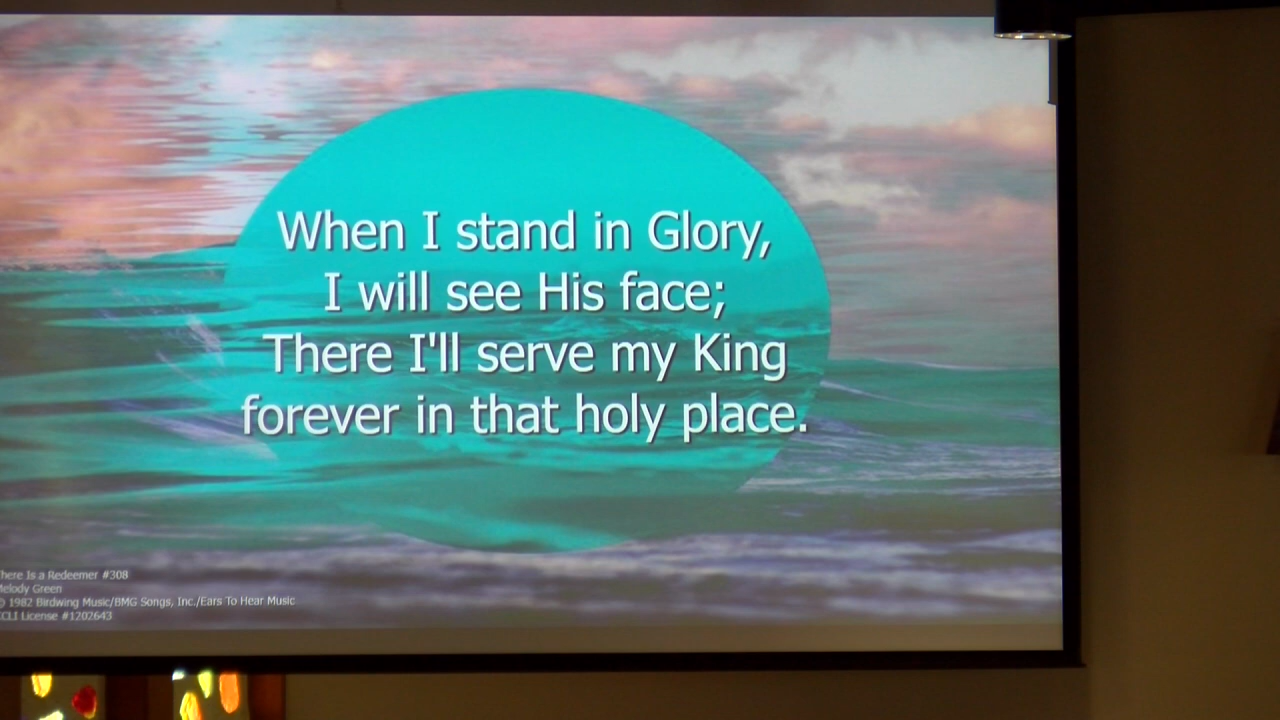 When I stand in Glory,
I will see His face;
There I'll serve my King
forever in that holy place.
here Is a Redeemer #308
Melody Green
© 1982 Birdwing Music/BMG Songs, Inc./Ears To Hear Music
CCLI License #1202643